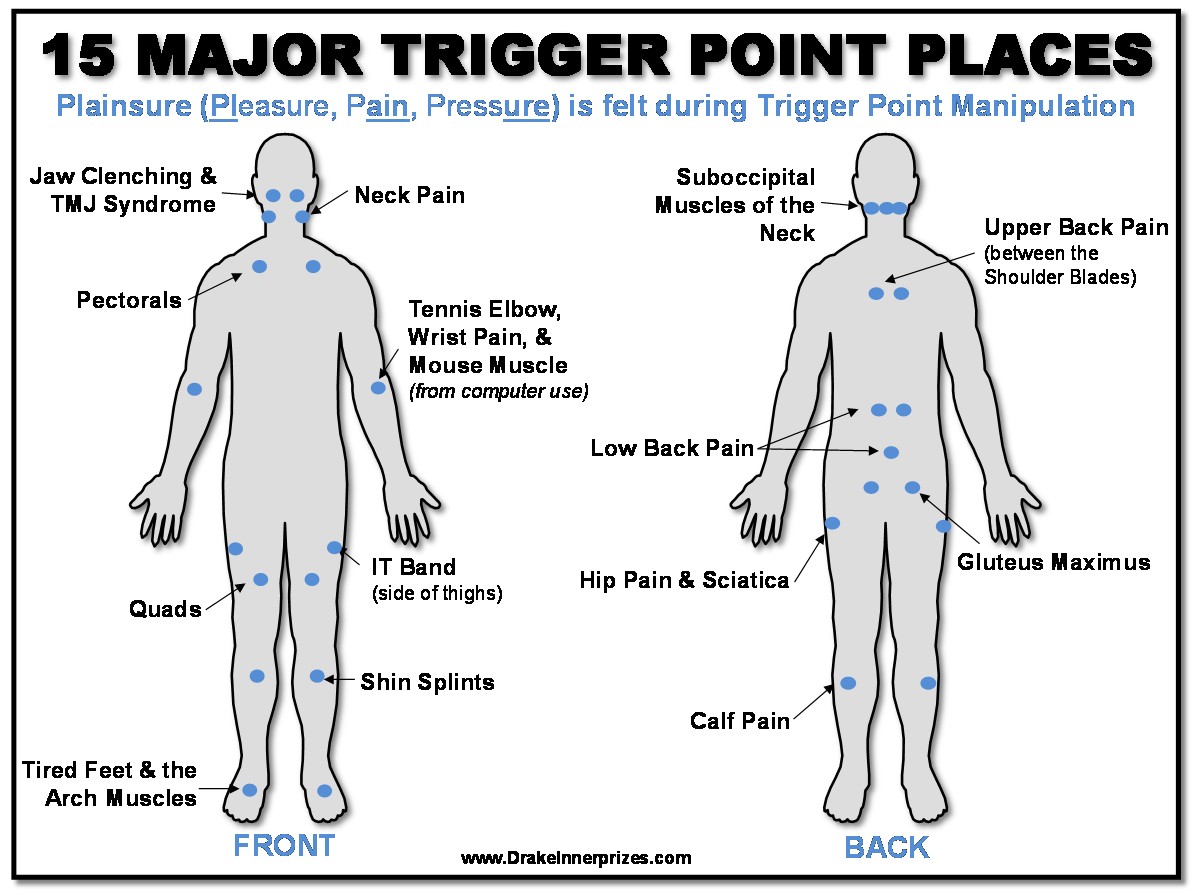 15 MAJOR TRIGGER POINT PLACES
Plainsure (Pleasure, Pain, Pressure) is felt during Trigger Point Manipulation
Jaw Clenching &
TMJ Syndrome
Neck Pain
Pectorals
Tennis Elbow,
Wrist Pain, &
Mouse Muscle
(from computer use)
IT Band
(side of thighs)
Quads
Shin Splints
Tired Feet & the
Arch Muscles
FRONT
Suboccipital
Muscles of the
Neck
Upper Back Pain
(between the
Shoulder Blades)
Low Back Pain
Gluteus Maximus
Hip Pain & Sciatica
Calf Pain
BACK
www.DrakeInnerprizes.com